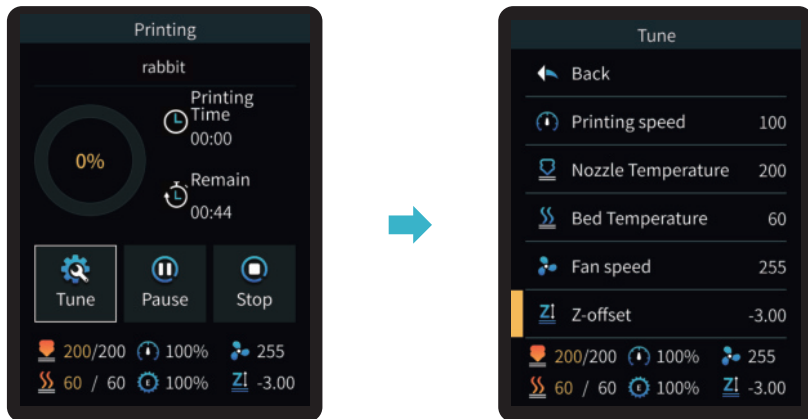 Printing
rabbit
Printing
Time
00:00
0%
Remain
00:44
Tune Pause Stop
200/200 100% 255
60 / 60 E 100% Z -3.00
Tune
Back
Printing speed 100
Nozzle Temperature 200
Bed Temperature 60
Fan speed 255
Z Z-offset -3.00
200/200 100% 255
60 / 60 E 100% Z -3.00